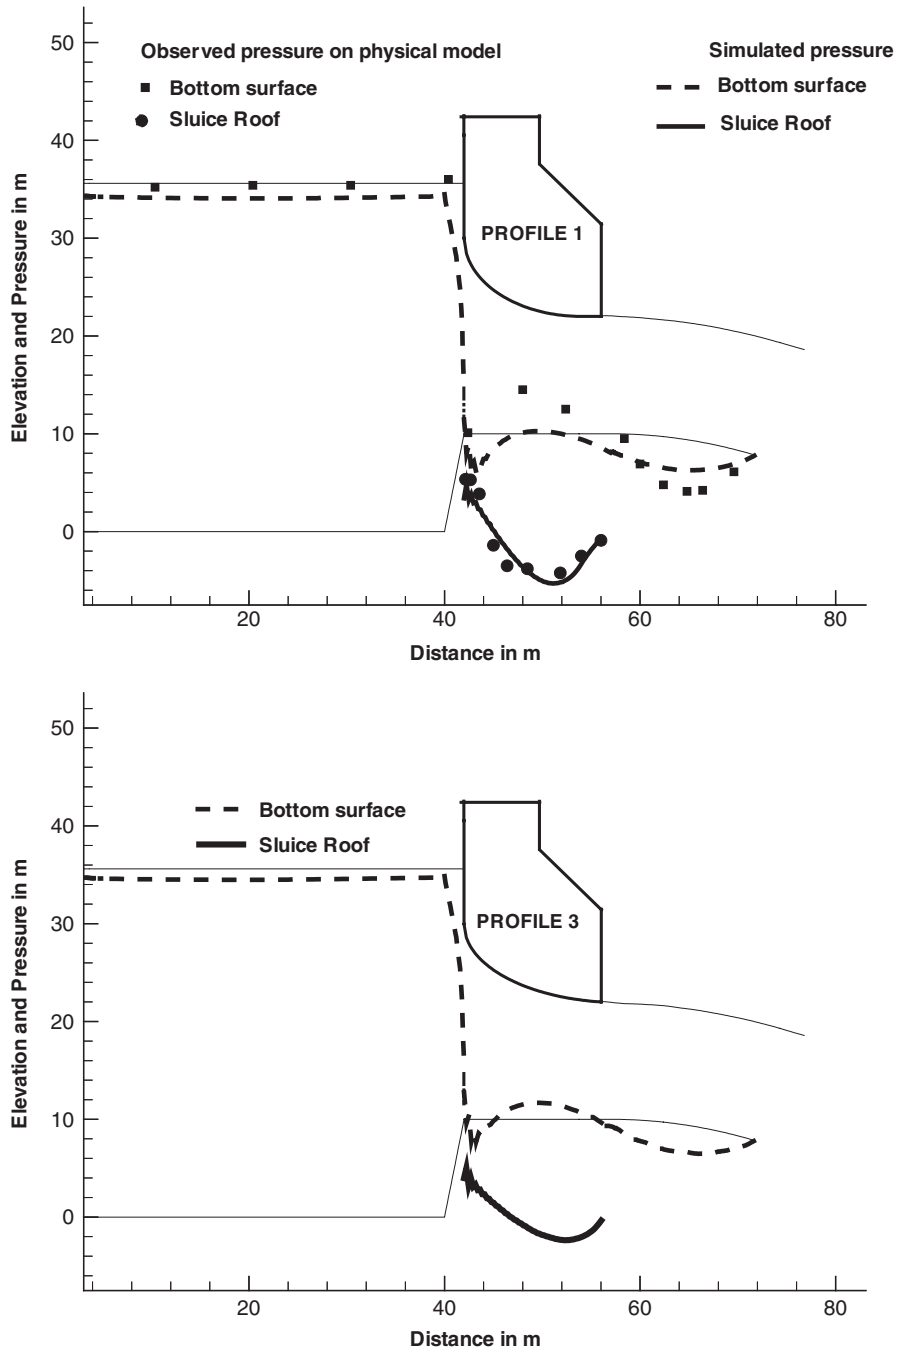 50
40
30
20
10
0
Elevation and Pressure in m
Observed pressure on physical model
Bottom surface
Sluice Roof
Simulated pressure
Bottom surface
Sluice Roof
PROFILE 1
20
40
60
80
Distance in m
50
40
30
20
10
0
Elevation and Pressure in m
Bottom surface
Sluice Roof
PROFILE 3
20
40
60
80
Distance in m